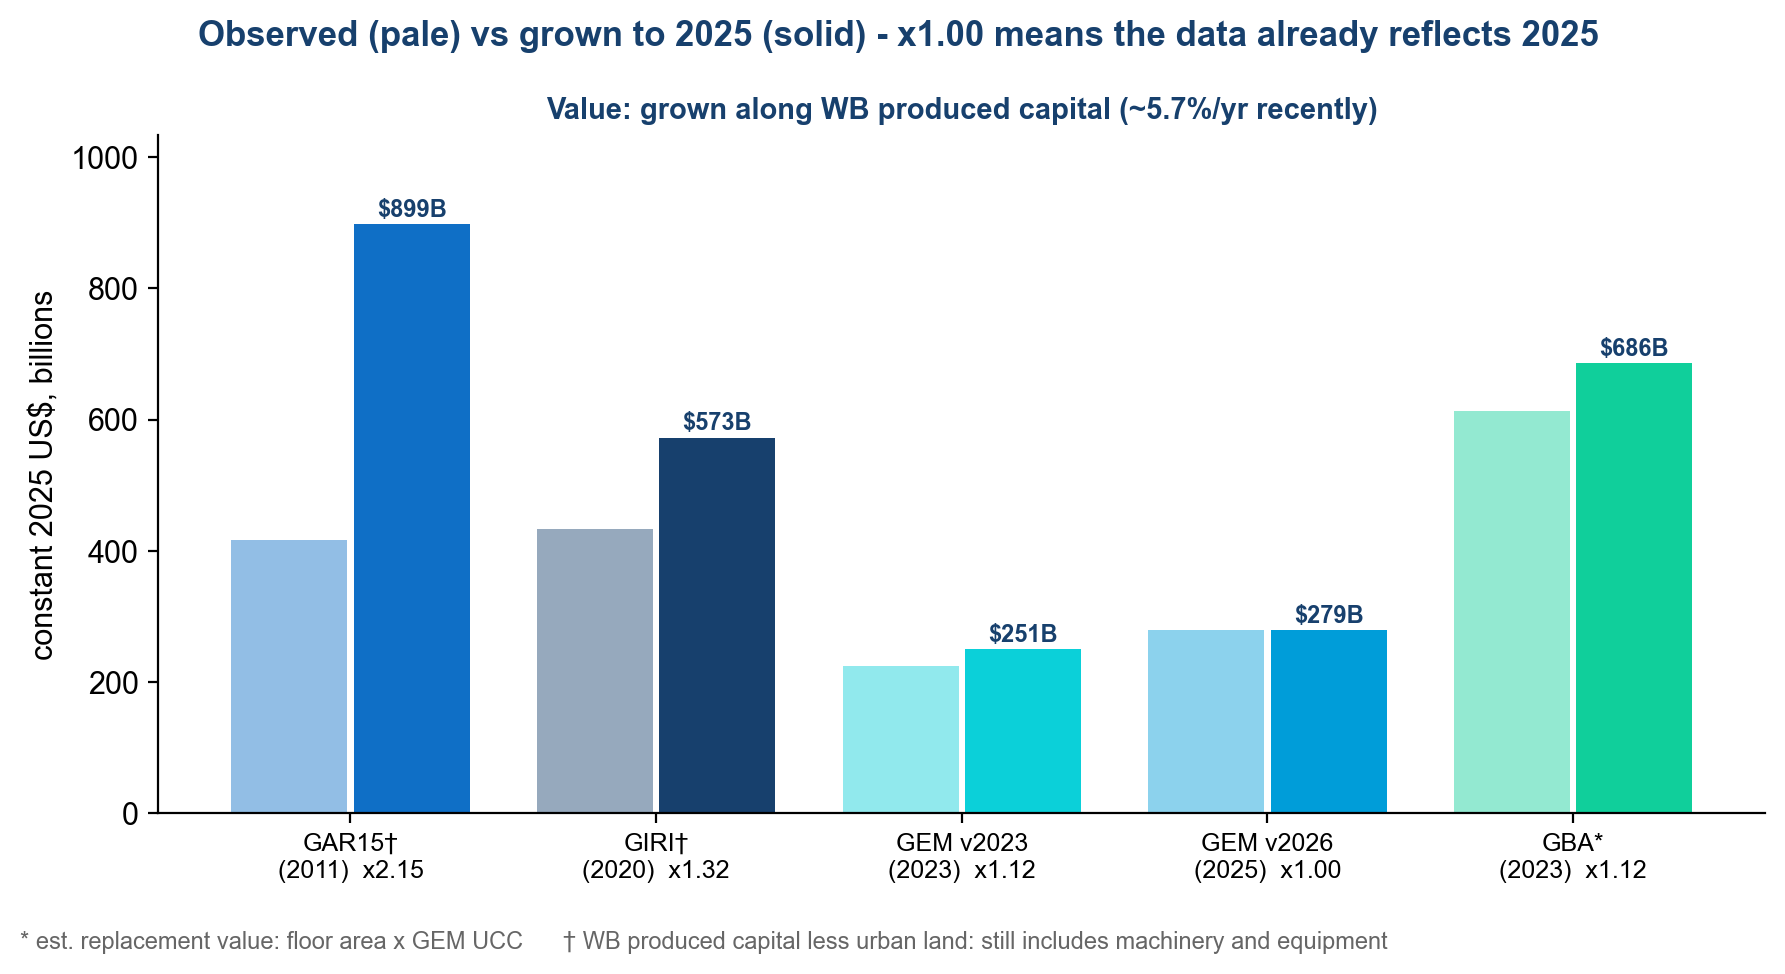 Observed (pale) vs grown to 2025 (solid) - x1.00 means the data already reflects 2025
Value: grown along WB produced capital (~5.7%/yr recently)
constant 2025 US$, billions
1000
800
600
400
200
0
$899B
$573B
$251B
$279B
$686B
GAR15†
(2011) x2.15
GIRI†
(2020) x1.32
GEM v2023
(2023) x1.12
GEM v2026
(2025) x1.00
GBA*
(2023) x1.12
* est. replacement value: floor area x GEM UCC † WB produced capital less urban land: still includes machinery and equipment